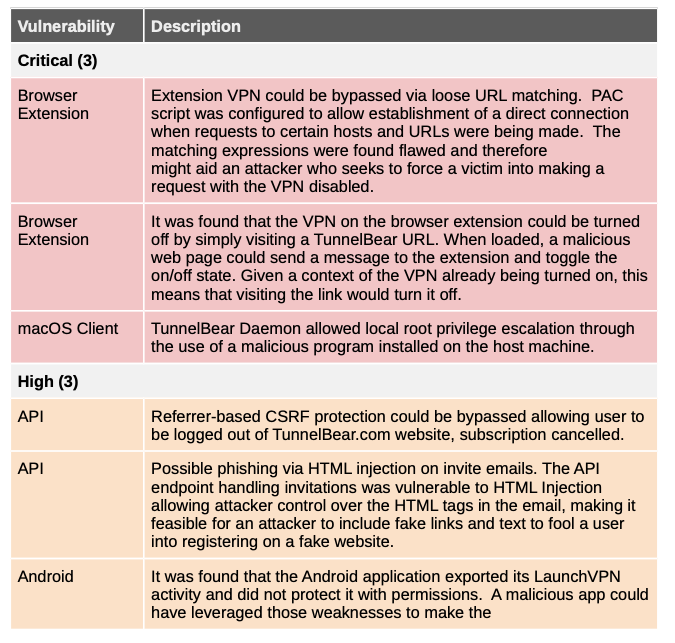 Vulnerability Description
Critical (3)
Browser Extension VPN could be bypassed via loose URL matching.  PAC
Extension script was configured to allow establishment of a direct connection
when requests to certain hosts and URLs were being made.  The
matching expressions were found flawed and therefore
might aid an attacker who seeks to force a victim into making a
request with the VPN disabled.
Browser It was found that the VPN on the browser extension could be turned
Extension off by simply visiting a TunnelBear URL. When loaded, a malicious
web page could send a message to the extension and toggle the
on/off state. Given a context of the VPN already being turned on, this
means that visiting the link would turn it off.
macOS Client TunnelBear Daemon allowed local root privilege escalation through
the use of a malicious program installed on the host machine.
High (3)
API Referrer-based CSRF protection could be bypassed allowing user to
be logged out of TunnelBear.com website, subscription cancelled.
API Possible phishing via HTML injection on invite emails. The API
endpoint handling invitations was vulnerable to HTML Injection
allowing attacker control over the HTML tags in the email, making it
feasible for an attacker to include fake links and text to fool a user
into registering on a fake website.
Android It was found that the Android application exported its LaunchVPN
activity and did not protect it with permissions.  A malicious app could
have leveraged those weaknesses to make the